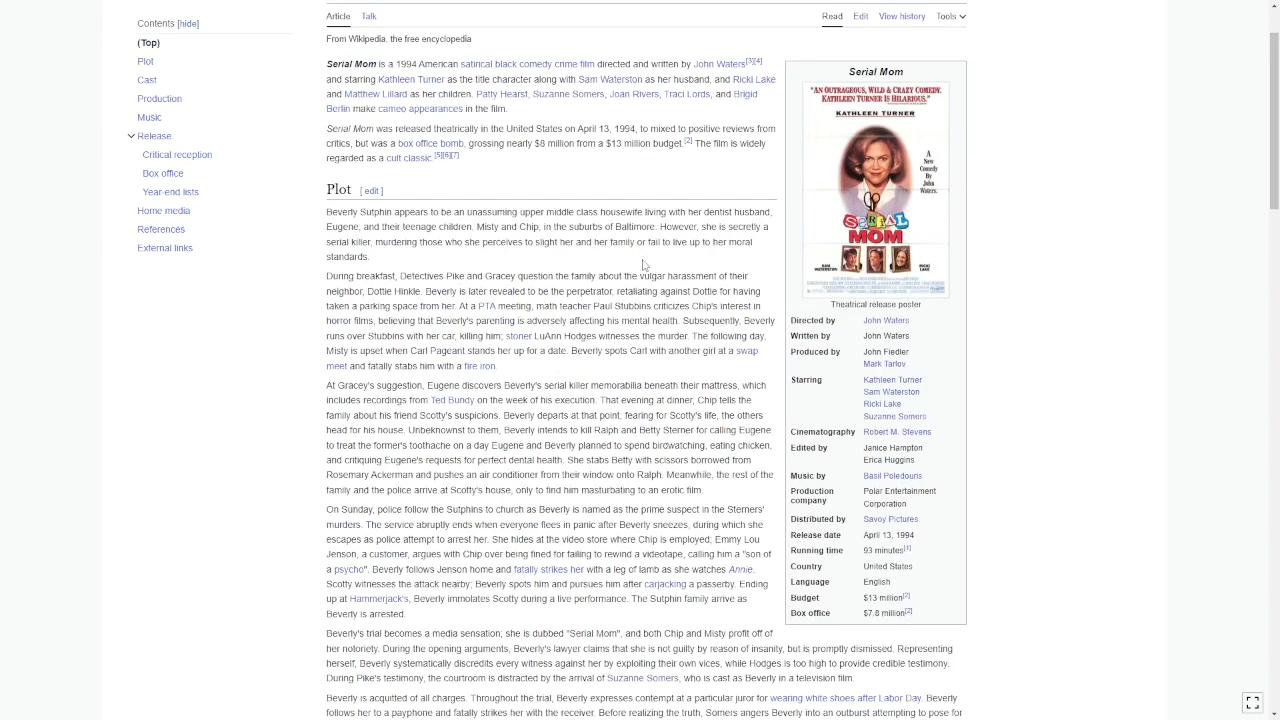 Contents [hide]
(Top)
Plot
Cast
Production
Music
Release
Critical reception
Box office
Year-end lists
Home media
References
External links
Article Talk
Read Edit View history Tools
From Wikipedia, the free encyclopedia
Serial Mom is a 1994 American satirical black comedy crime film directed and written by John Waters[3][4]
and starring Kathleen Turner as the title character along with Sam Waterston as her husband, and Ricki Lake
and Matthew Lillard as her children. Patty Hearst, Suzanne Somers, Joan Rivers, Traci Lords, and Brigid
Berlin make cameo appearances in the film.
Serial Mom was released theatrically in the United States on April 13, 1994, to mixed to positive reviews from
critics, but was a box office bomb, grossing nearly $8 million from a $13 million budget.[2] The film is widely
regarded as a cult classic.[5][6][7]
Plot [ edit ]
Beverly Sutphin appears to be an unassuming upper middle class housewife living with her dentist husband,
Eugene, and their teenage children, Misty and Chip, in the suburbs of Baltimore. However, she is secretly a
serial killer, murdering those who she perceives to slight her and her family or fail to live up to her moral
standards.
During breakfast, Detectives Pike and Gracey question the family about the vulgar harassment of their
neighbor, Dottie Hinkle. Beverly is later revealed to be the perpetrator, retaliating against Dottie for having
taken a parking space from her. At a PTA meeting, math teacher Paul Stubbins criticizes Chip's interest in
horror films, believing that Beverly's parenting is adversely affecting his mental health. Subsequently, Beverly
runs over Stubbins with her car, killing him; stoner LuAnn Hodges witnesses the murder. The following day,
Misty is upset when Carl Pageant stands her up for a date. Beverly spots Carl with another girl at a swap
meet and fatally stabs him with a fire iron.
At Gracey's suggestion, Eugene discovers Beverly's serial killer memorabilia beneath their mattress, which
includes recordings from Ted Bundy on the week of his execution. That evening at dinner, Chip tells the
family about his friend Scotty's suspicions. Beverly departs at that point; fearing for Scotty's life, the others
head for his house. Unbeknownst to them, Beverly intends to kill Ralph and Betty Sterner for calling Eugene
to treat the former's toothache on a day Eugene and Beverly planned to spend birdwatching, eating chicken,
and critiquing Eugene's requests for perfect dental health. She stabs Betty with scissors borrowed from
Rosemary Ackerman and pushes an air conditioner from their window onto Ralph. Meanwhile, the rest of the
family and the police arrive at Scotty's house, only to find him masturbating to an erotic film.
On Sunday, police follow the Sutphins to church as Beverly is named as the prime suspect in the Sterners'
murders. The service abruptly ends when everyone flees in panic after Beverly sneezes, during which she
escapes as police attempt to arrest her. She hides at the video store where Chip is employed; Emmy Lou
Jenson, a customer, argues with Chip over being fined for failing to rewind a videotape, calling him a "son of
a psycho". Beverly follows Jenson home and fatally strikes her with a leg of lamb as she watches Annie.
Scotty witnesses the attack nearby; Beverly spots him and pursues him after carjacking a passerby. Ending
up at Hammerjack's, Beverly immolates Scotty during a live performance. The Sutphin family arrive as
Beverly is arrested.
Beverly's trial becomes a media sensation; she is dubbed "Serial Mom", and both Chip and Misty profit off of
her notoriety. During the opening arguments, Beverly's lawyer claims that she is not guilty by reason of insanity, but is promptly dismissed. Representing
herself, Beverly systematically discredits every witness against her by exploiting their own vices, while Hodges is too high to provide credible testimony.
During Pike's testimony, the courtroom is distracted by the arrival of Suzanne Somers, who is cast as Beverly in a television film.
Beverly is acquitted of all charges. Throughout the trial, Beverly expresses contempt at a particular juror for wearing white shoes after Labor Day. Beverly
follows her to a payphone and fatally strikes her with the receiver. Before realizing the truth, Somers angers Beverly into an outburst attempting to pose for
Serial Mom
"AN OUTRAGEOUS, WILD & CRAZY COMEDY.
KATHLEEN TURNER IS HILARIOUS."
KATHLEEN TURNER
A
New
Comedy
By
John
Waters.
SERIAL
MOM
SAM
WATERSTON
RICKI
LAKE
Theatrical release poster
Directed by John Waters
Written by John Waters
Produced by John Fiedler
Mark Tarlov
Starring Kathleen Turner
Sam Waterston
Ricki Lake
Suzanne Somers
Cinematography Robert M. Stevens
Edited by Janice Hampton
Erica Huggins
Music by Basil Poledouris
Production company Polar Entertainment Corporation
Distributed by Savoy Pictures
Release date April 13, 1994
Running time 93 minutes[1]
Country United States
Language English
Budget $13 million[2]
Box office $7.8 million[2]